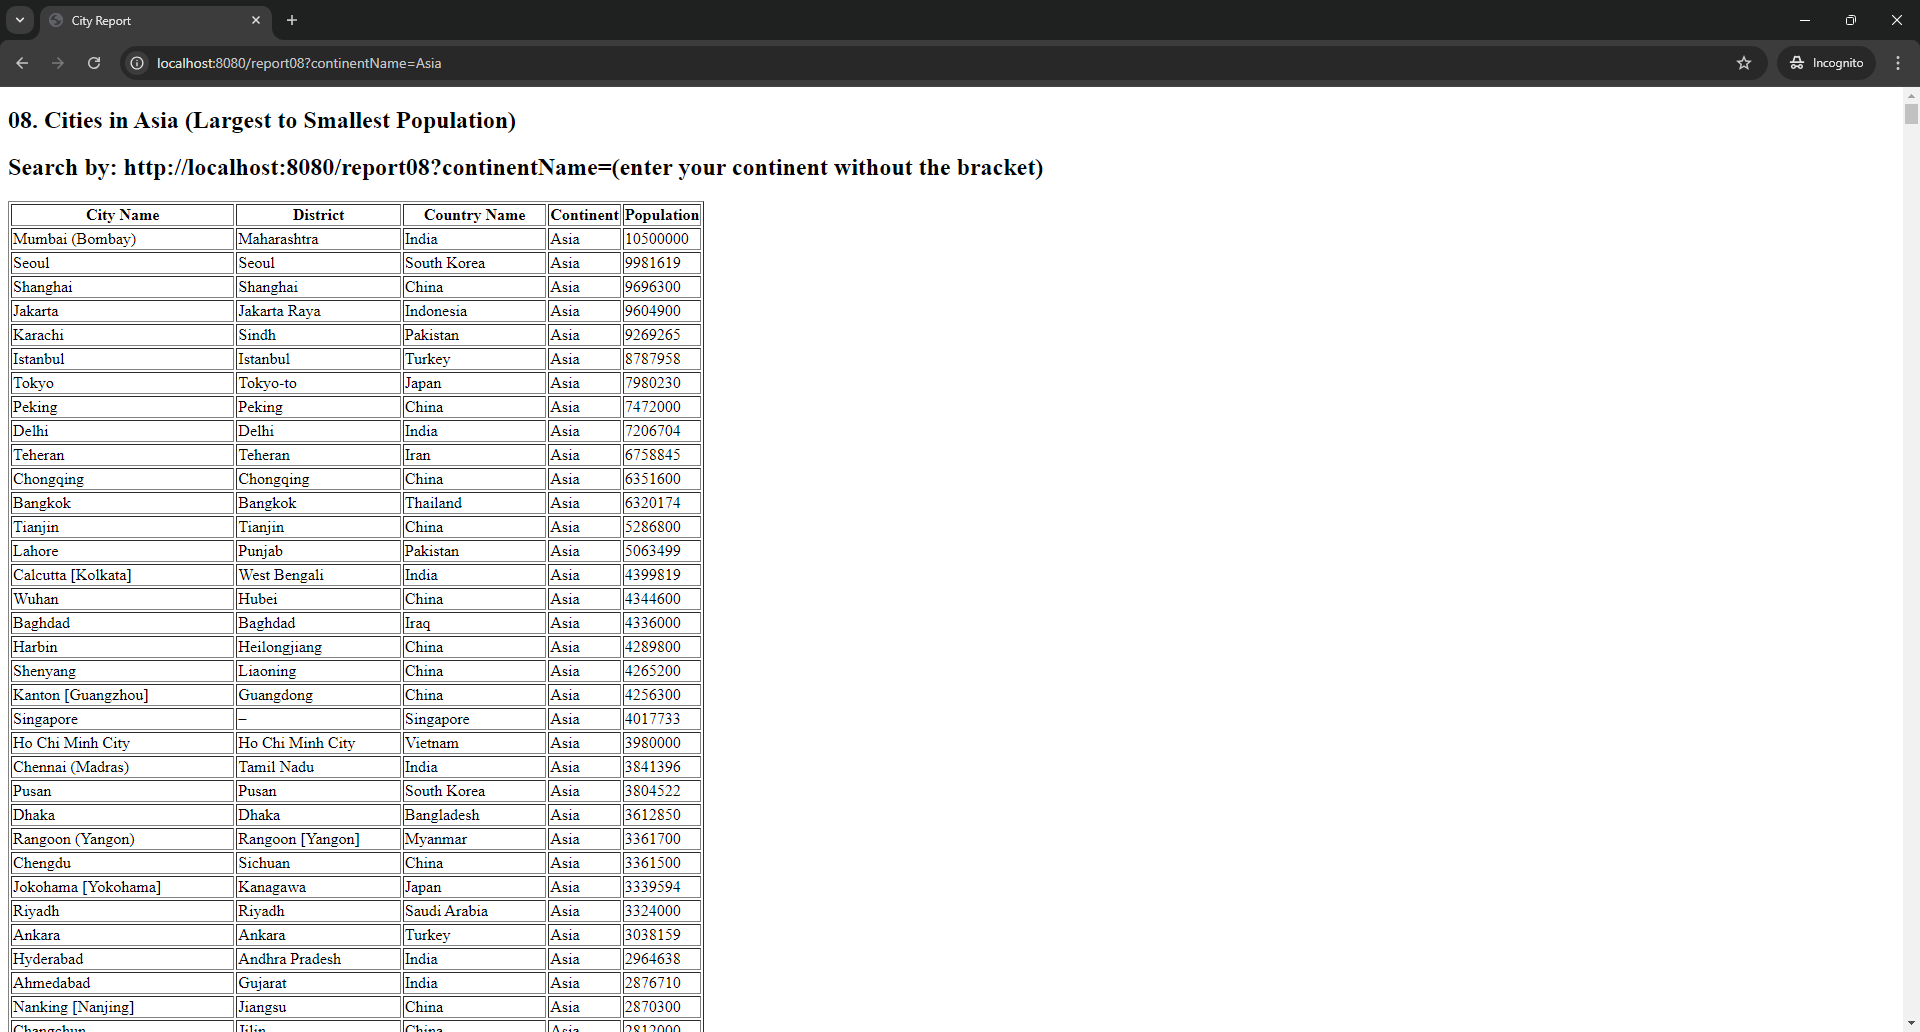 City Report
localhost:8080/report08?continentName=Asia
Incognito
08. Cities in Asia (Largest to Smallest Population)
Search by: http://localhost:8080/report08?continentName=(enter your continent without the bracket)
City Name District Country Name Continent Population
Mumbai (Bombay) Maharashtra India Asia 10500000
Seoul Seoul South Korea Asia 9981619
Shanghai Shanghai China Asia 9696300
Jakarta Jakarta Raya Indonesia Asia 9604900
Karachi Sindh Pakistan Asia 9269265
Istanbul Istanbul Turkey Asia 8787958
Tokyo Tokyo-to Japan Asia 7980230
Peking Peking China Asia 7472000
Delhi Delhi India Asia 7206704
Teheran Teheran Iran Asia 6758845
Chongqing Chongqing China Asia 6351600
Bangkok Bangkok Thailand Asia 6320174
Tianjin Tianjin China Asia 5286800
Lahore Punjab Pakistan Asia 5063499
Calcutta [Kolkata] West Bengali India Asia 4399819
Wuhan Hubei China Asia 4344600
Baghdad Baghdad Iraq Asia 4336000
Harbin Heilongjiang China Asia 4289800
Shenyang Liaoning China Asia 4265200
Kanton [Guangzhou] Guangdong China Asia 4256300
Singapore – Singapore Asia 4017733
Ho Chi Minh City Ho Chi Minh City Vietnam Asia 3980000
Chennai (Madras) Tamil Nadu India Asia 3841396
Pusan Pusan South Korea Asia 3804522
Dhaka Dhaka Bangladesh Asia 3612850
Rangoon (Yangon) Rangoon [Yangon] Myanmar Asia 3361700
Chengdu Sichuan China Asia 3361500
Jokohama [Yokohama] Kanagawa Japan Asia 3339594
Riyadh Riyadh Saudi Arabia Asia 3324000
Ankara Ankara Turkey Asia 3038159
Hyderabad Andhra Pradesh India Asia 2964638
Ahmedabad Gujarat India Asia 2876710
Nanking [Nanjing] Jiangsu China Asia 2870300
Changchun Jilin China Asia 2812000